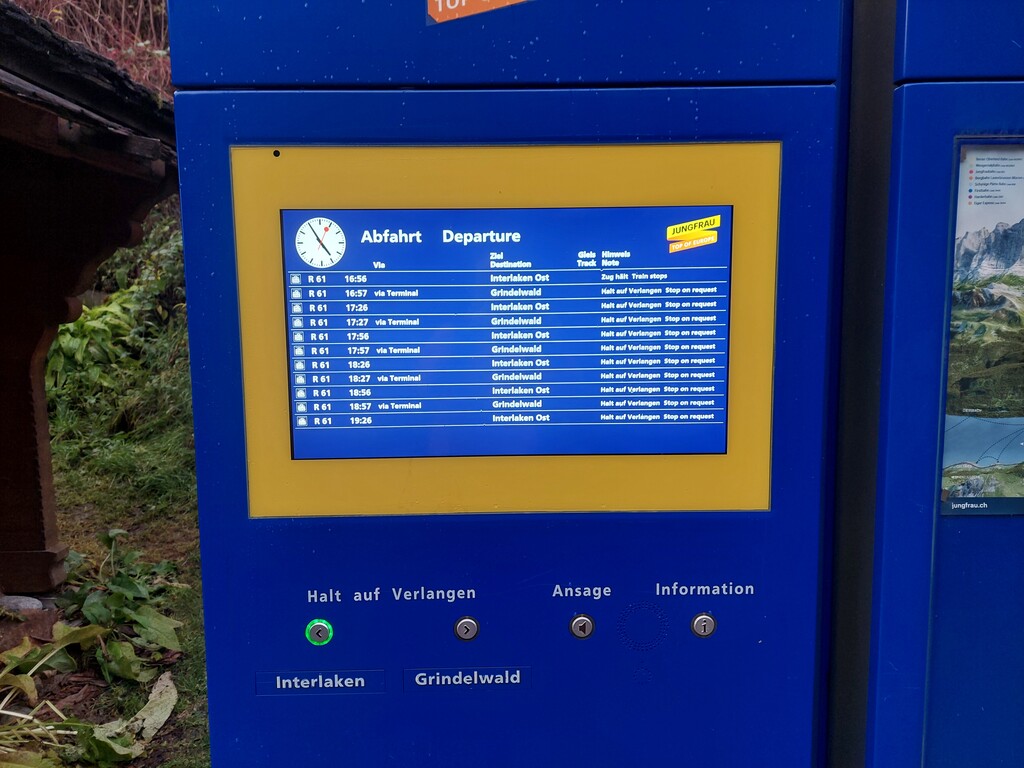 TOP OF
JUNGFRAU
TOP OF EUROPE
Abfahrt Departure
Via Ziel Gleis Hinweis
Destination Track Note
R 61 16:56 Interlaken Ost Zug hält Train stops
R 61 16:57 via Terminal Grindelwald Halt auf Verlangen Stop on request
R 61 17:26 Interlaken Ost Halt auf Verlangen Stop on request
R 61 17:27 via Terminal Grindelwald Halt auf Verlangen Stop on request
R 61 17:56 Interlaken Ost Halt auf Verlangen Stop on request
R 61 17:57 via Terminal Grindelwald Halt auf Verlangen Stop on request
R 61 18:26 Interlaken Ost Halt auf Verlangen Stop on request
R 61 18:27 via Terminal Grindelwald Halt auf Verlangen Stop on request
R 61 18:56 Interlaken Ost Halt auf Verlangen Stop on request
R 61 18:57 via Terminal Grindelwald Halt auf Verlangen Stop on request
R 61 19:26 Interlaken Ost Halt auf Verlangen Stop on request
Halt auf Verlangen Ansage Information
Interlaken Grindelwald
jungfrau.ch